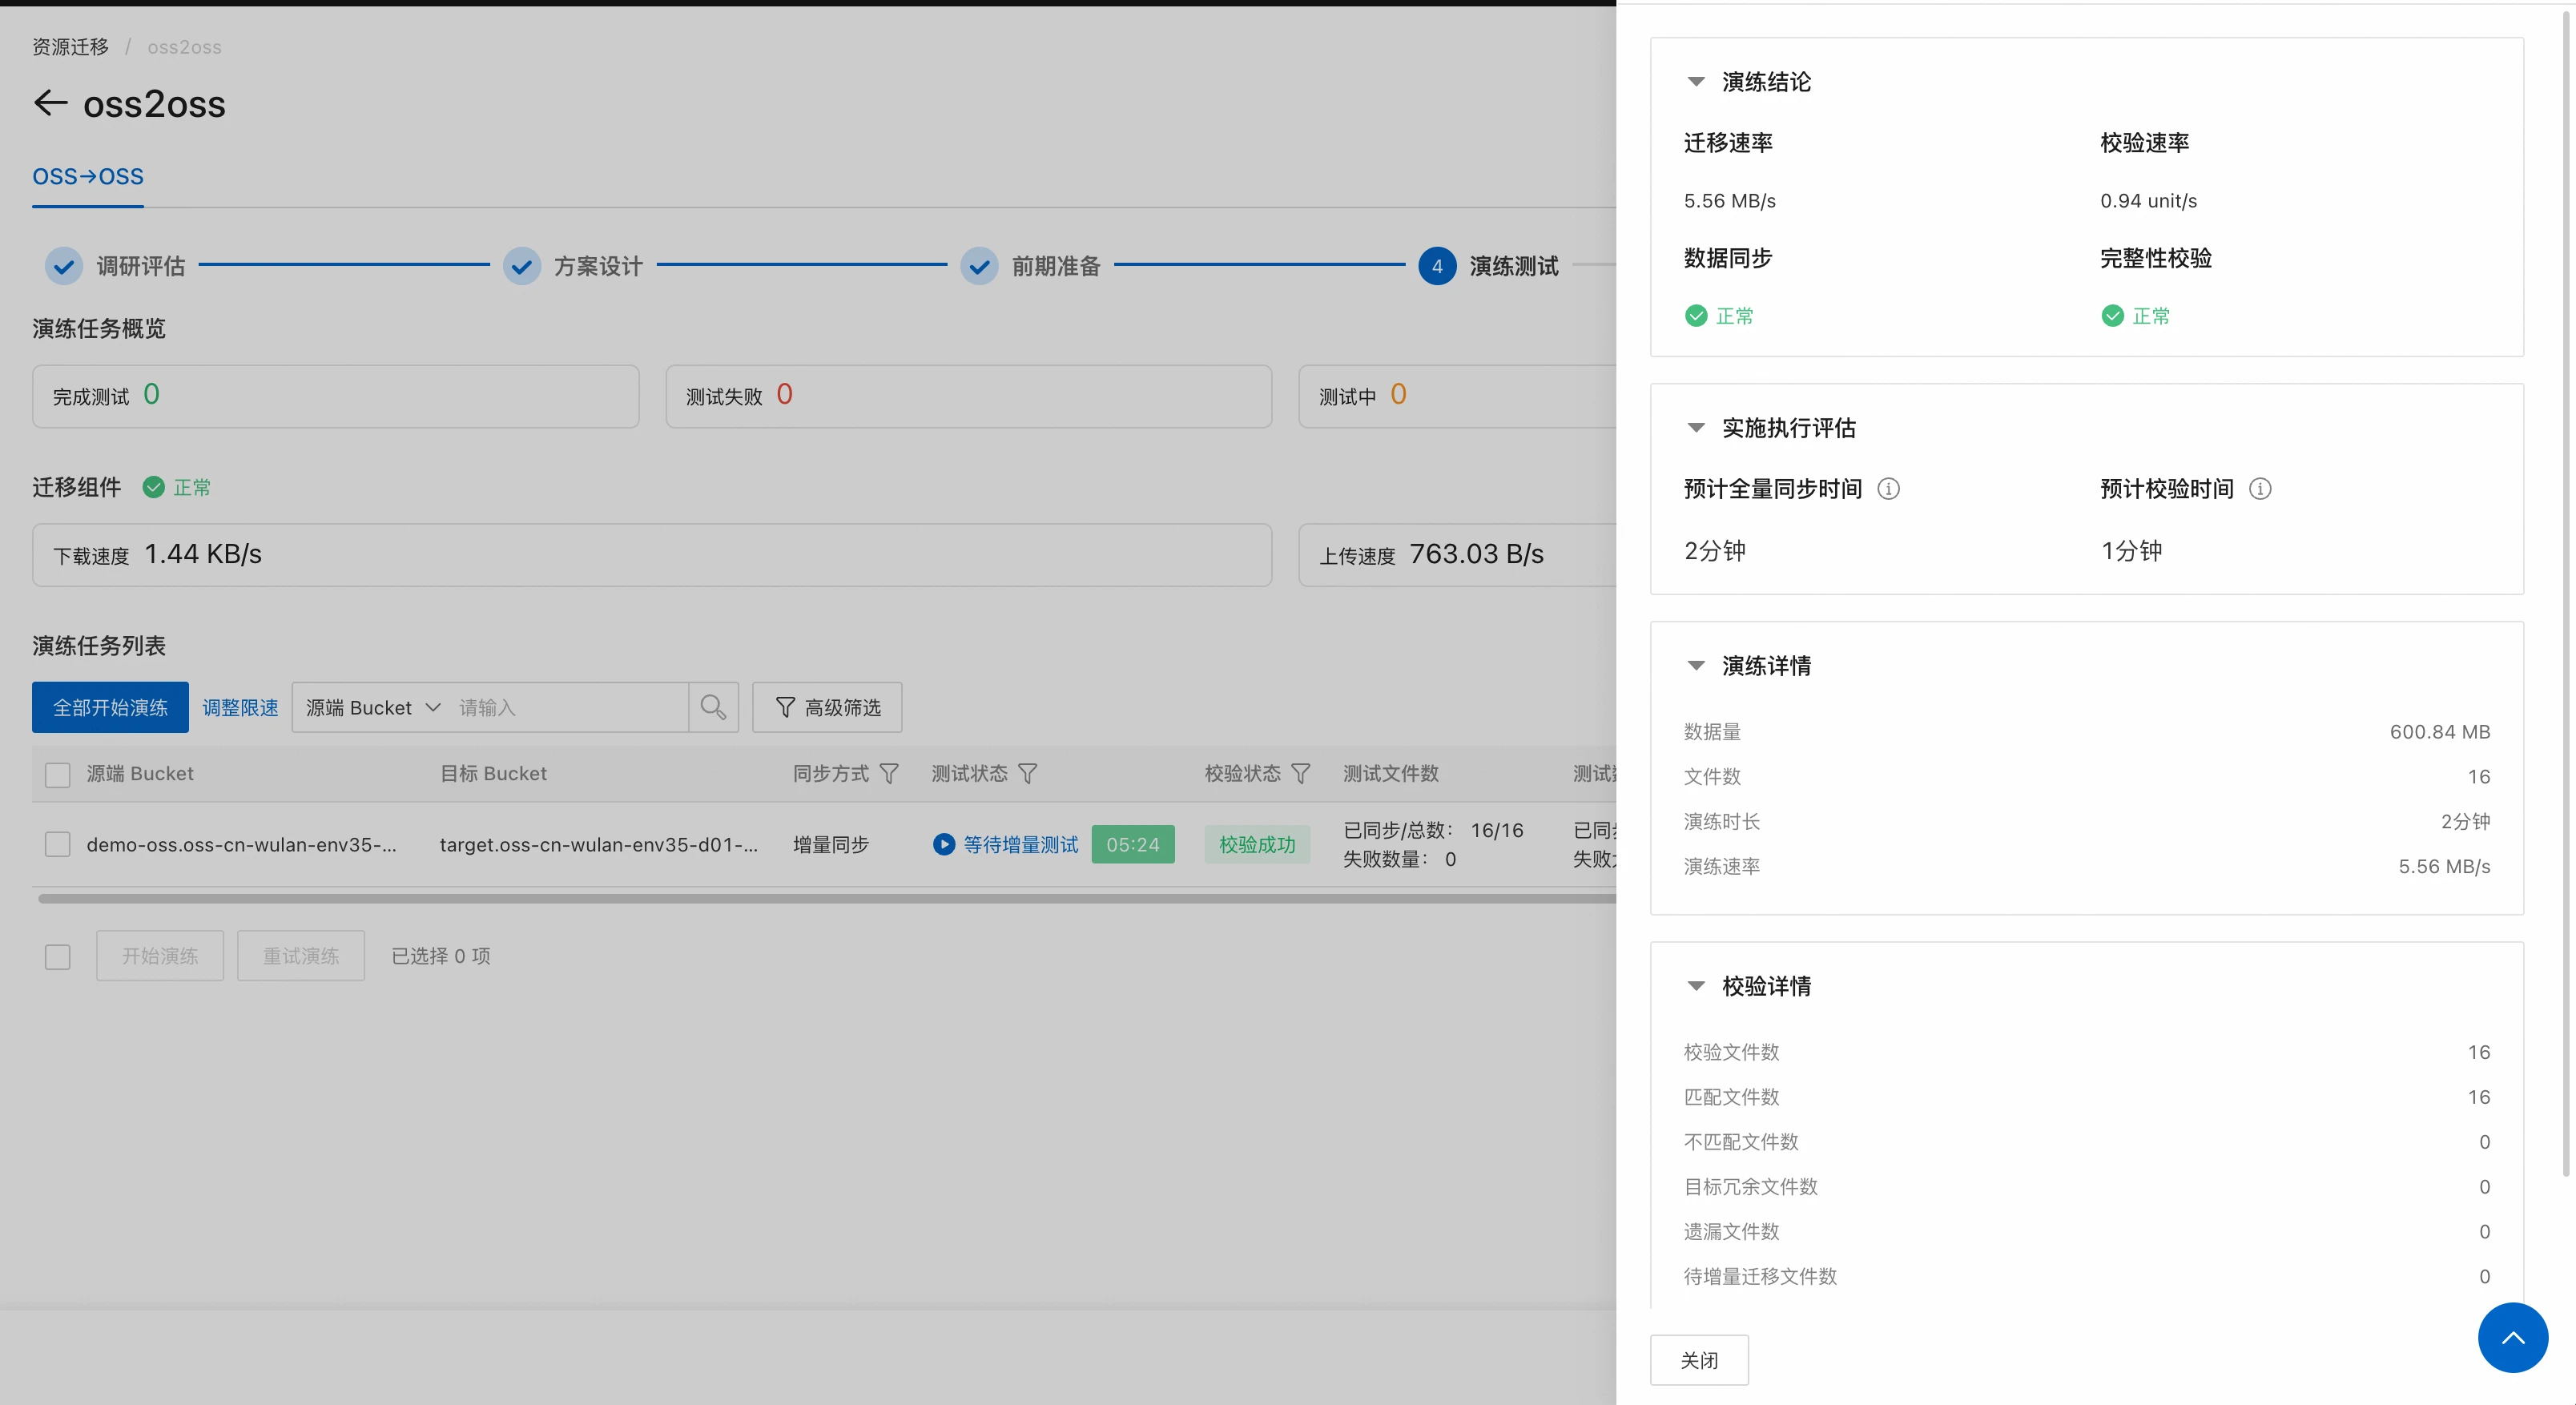 资源迁移 / oss2oss
oss2oss
OSS→OSS
调研评估
方案设计
前期准备
4 演练测试
演练任务概览
完成测试 0
测试失败 0
测试中 0
迁移组件 正常
下载速度 1.44 KB/s
上传速度 763.03 B/s
演练任务列表
全部开始演练 调整限速 源端 Bucket 请输入 高级筛选
源端 Bucket 目标 Bucket 同步方式 测试状态 校验状态 测试文件数 测试
demo-oss.oss-cn-wulan-env35-... target.oss-cn-wulan-env35-d01-... 增量同步 等待增量测试 05:24 校验成功
已同步/总数： 16/16
失败数量： 0
已同
失败
开始演练 重试演练 已选择 0 项
演练结论
迁移速率 校验速率
5.56 MB/s 0.94 unit/s
数据同步 完整性校验
正常 正常
实施执行评估
预计全量同步时间 预计校验时间
2分钟 1分钟
演练详情
数据量 600.84 MB
文件数 16
演练时长 2分钟
演练速率 5.56 MB/s
校验详情
校验文件数 16
匹配文件数 16
不匹配文件数 0
目标冗余文件数 0
遗漏文件数 0
待增量迁移文件数 0
关闭